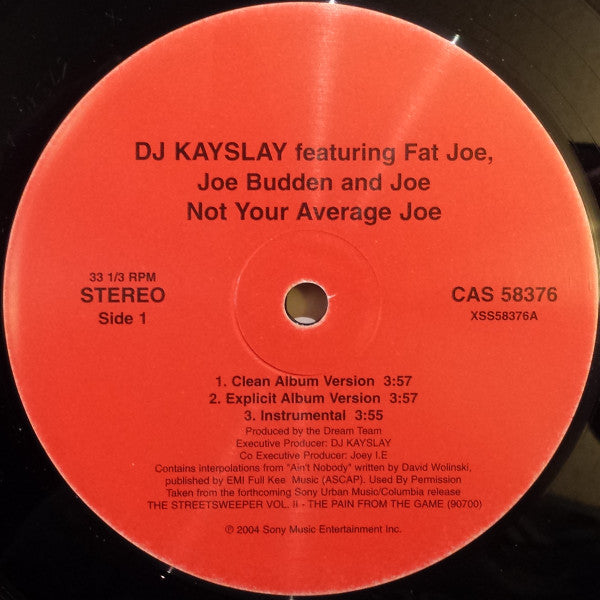 DJ KAYSLAY featuring Fat Joe,
Joe Budden and Joe
Not Your Average Joe
33 1/3 RPM
STEREO
Side 1
CAS 58376
XSS58376A
1. Clean Album Version 3:57
2. Explicit Album Version 3:57
3. Instrumental 3:55
Produced by the Dream Team
Executive Producer: DJ KAYSLAY
Co Executive Producer: Joey I.E
Contains interpolations from "Ain't Nobody" written by David Wolinski,
published by EMI Full Kee Music (ASCAP). Used By Permission
Taken from the forthcoming Sony Urban Music/Columbia release
THE STREETSWEEPER VOL. II - THE PAIN FROM THE GAME (90700)
℗ 2004 Sony Music Entertainment Inc.